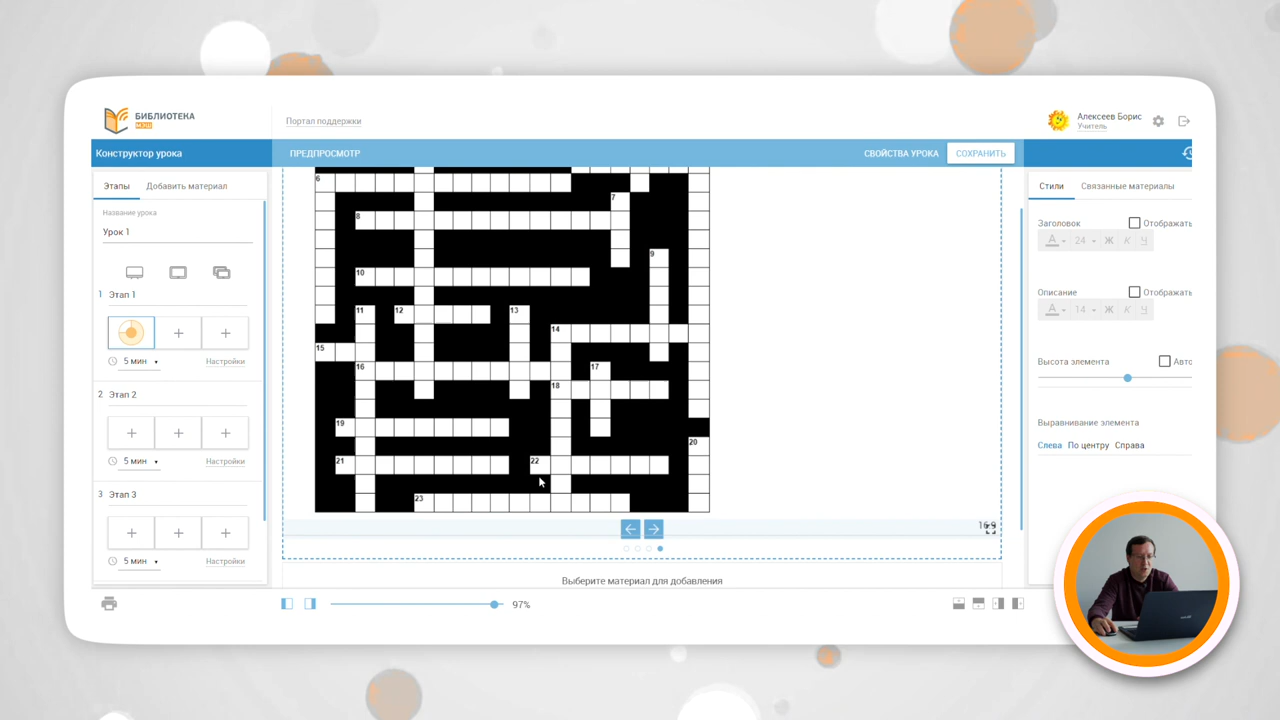 БИБЛИОТЕКА
МЭШ
Портал поддержки
Алексеев Борис
Учитель
Конструктор урока
ПРЕДПРОСМОТР
СВОЙСТВА УРОКА
СОХРАНИТЬ
Этапы
Добавить материал
Название урока
Урок 1
1 Этап 1
5 мин
Настройки
2 Этап 2
5 мин
Настройки
3 Этап 3
5 мин
Настройки
6
7
8
9
10
11
12
13
14
15
16
17
18
19
20
21
22
23
16:9
Выберите материал для добавления
97%
Стили
Связанные материалы
Заголовок
Отображать
А 24 Ж К Ч
Описание
Отображать
А 14 Ж К Ч
Высота элемента
Авто
Выравнивание элемента
Слева По центру Справа